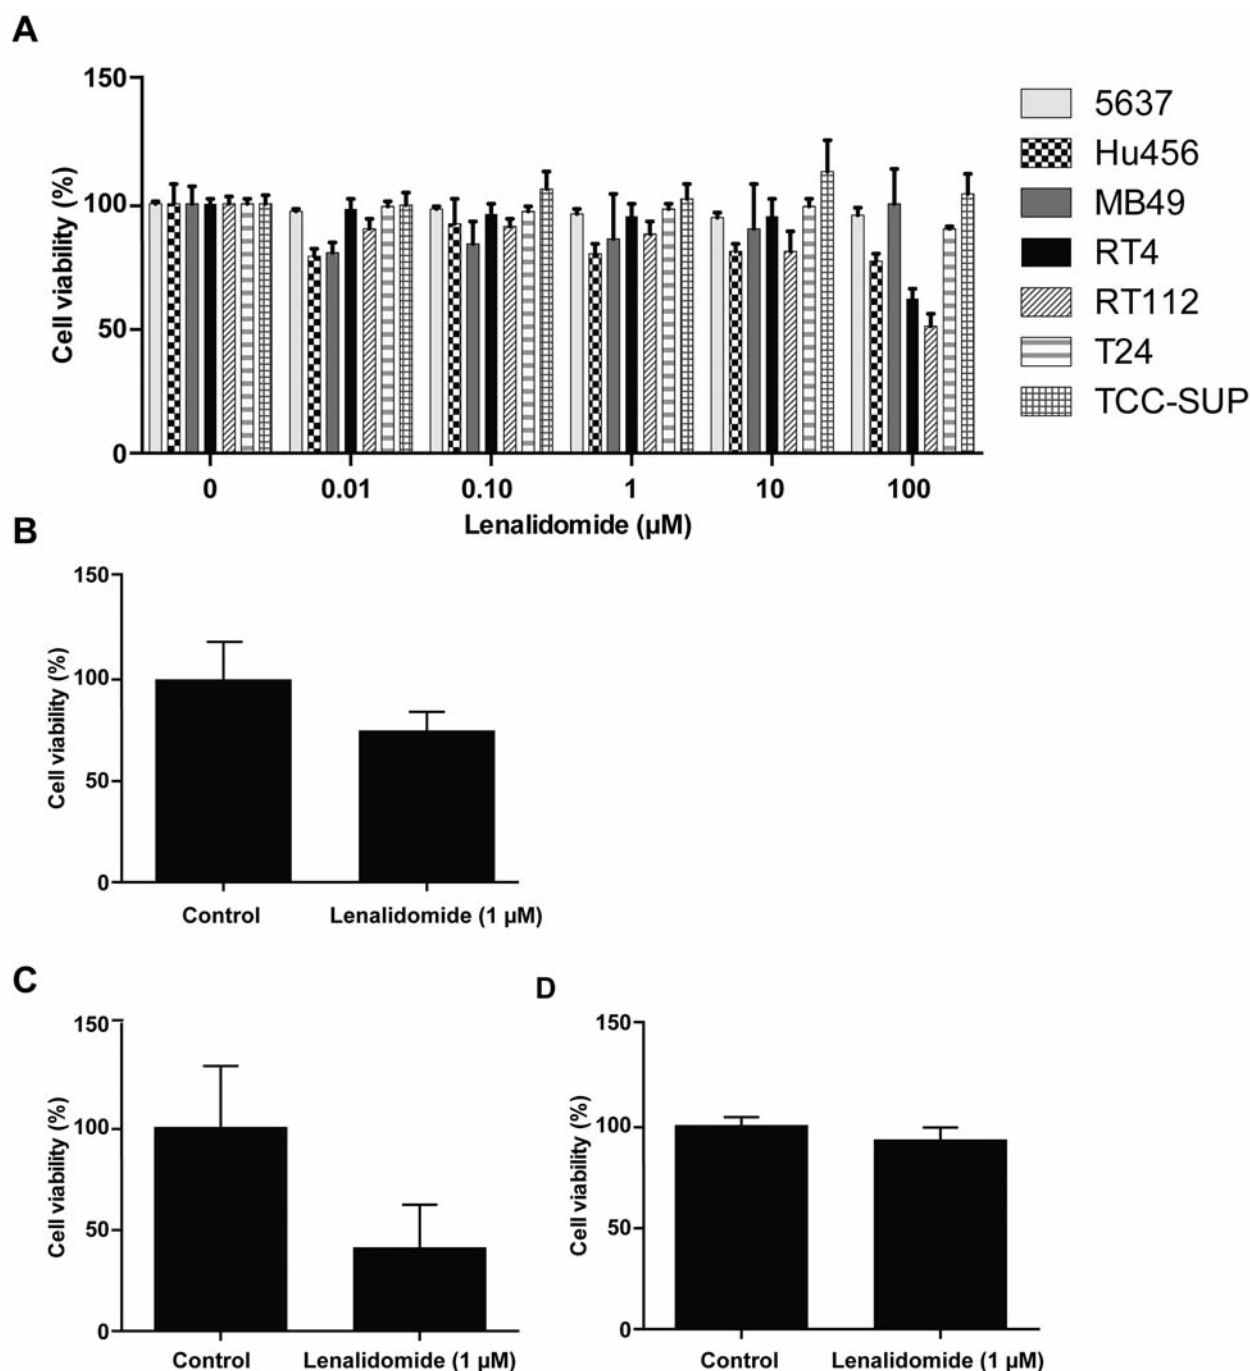 A
150
100
50
0
Cell viability (%)
0 0.01 0.10 1 10 100
Lenalidomide (µM)
5637
Hu456
MB49
RT4
RT112
T24
TCC-SUP
B
150
100
50
0
Cell viability (%)
Control Lenalidomide (1 µM)
C
150
100
50
0
Cell viability (%)
Control Lenalidomide (1 µM)
D
150
100
50
0
Cell viability (%)
Control Lenalidomide (1 µM)